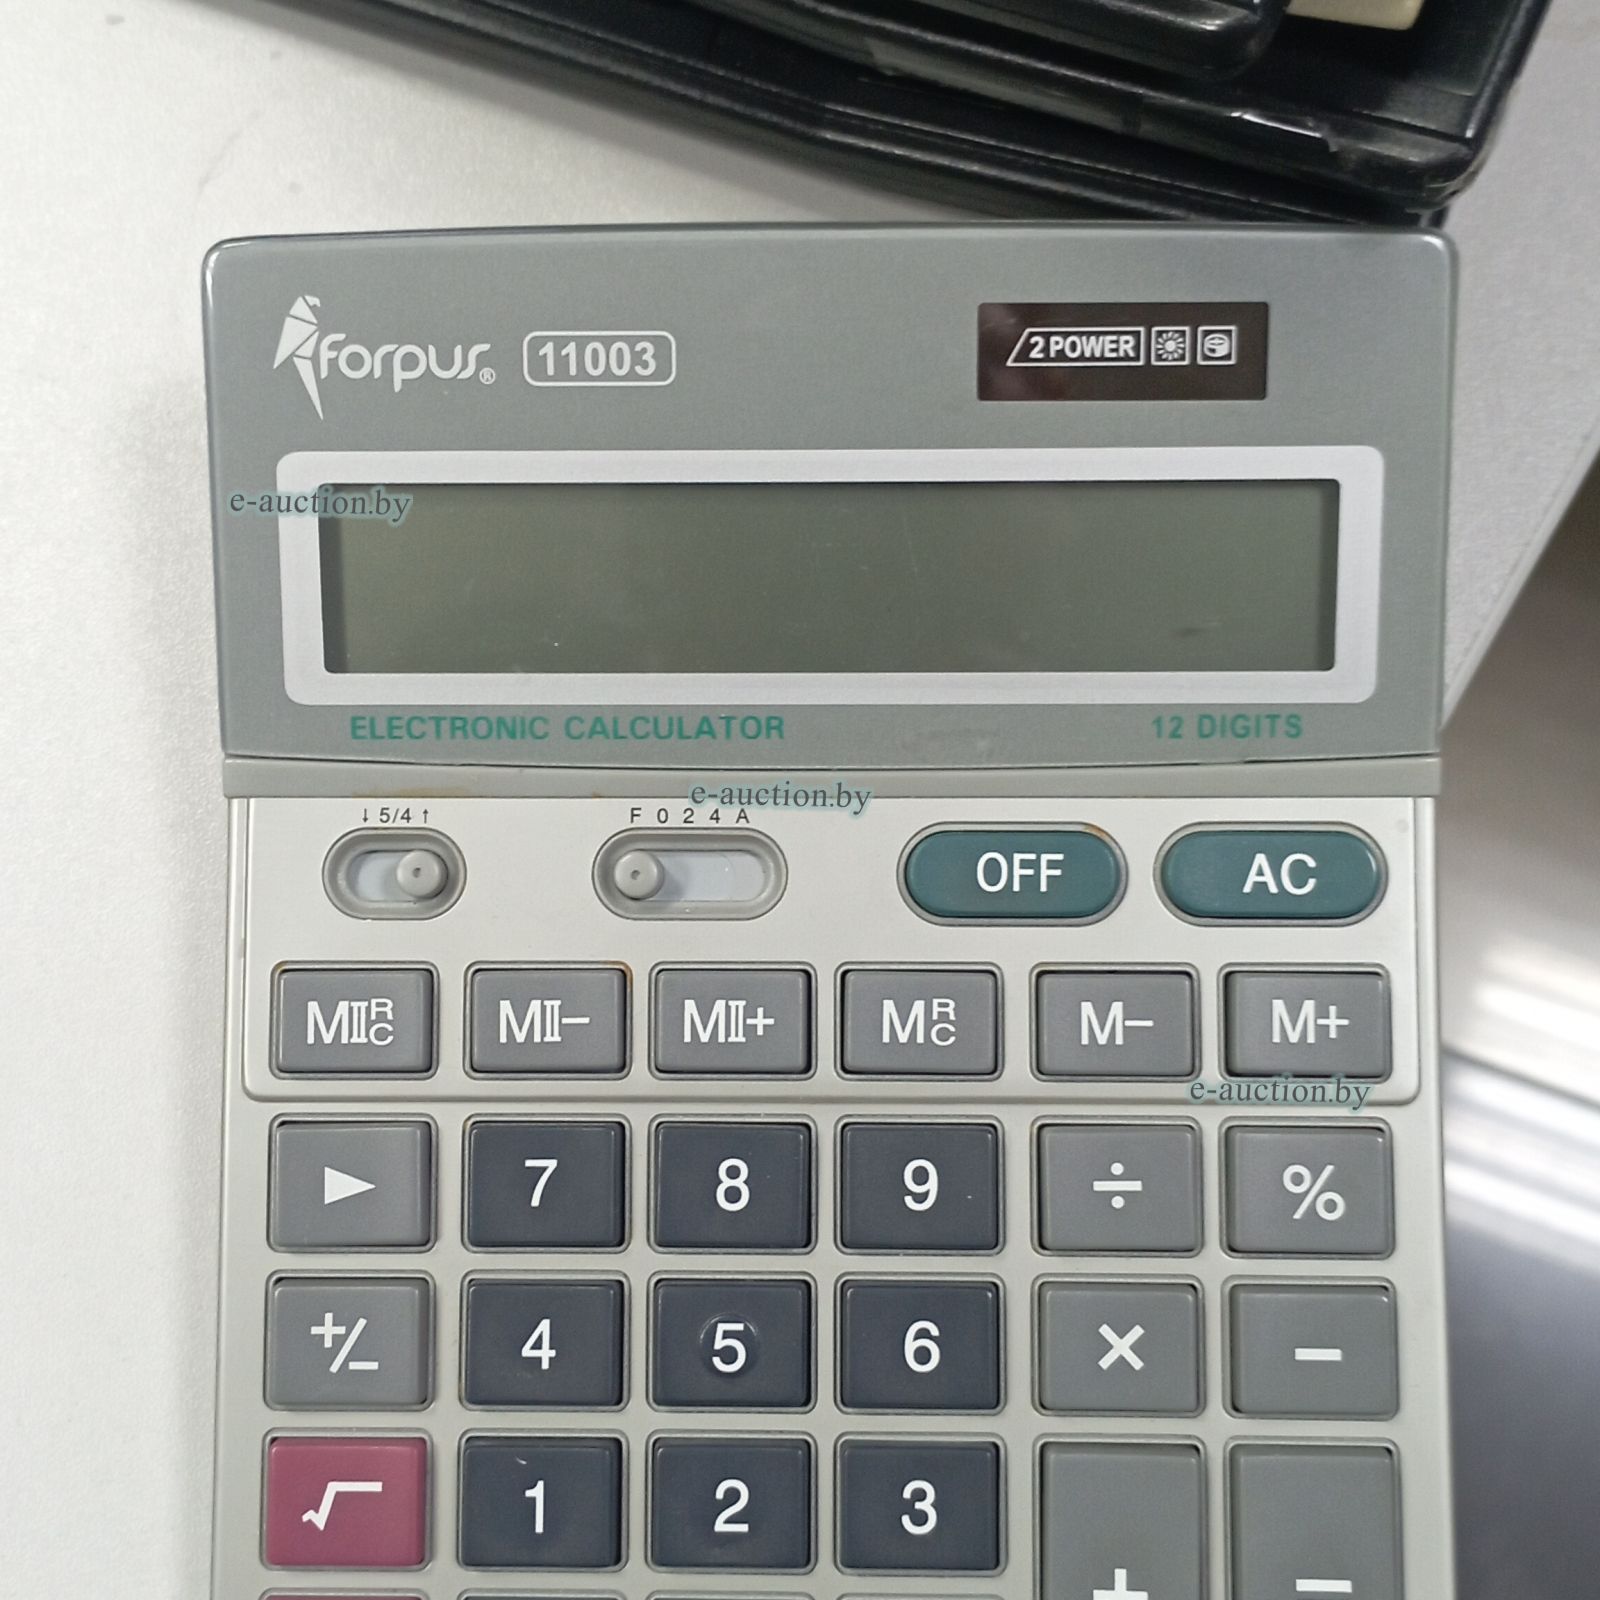 forpus® 11003
2 POWER
e-auction.by
ELECTRONIC CALCULATOR 12 DIGITS
e-auction.by
↓ 5/4 ↑ F 0 2 4 A
OFF AC
MIIRC MII− MII+ MRC M− M+
e-auction.by
► 7 8 9 ÷ %
+/− 4 5 6 × −
√ 1 2 3 + −